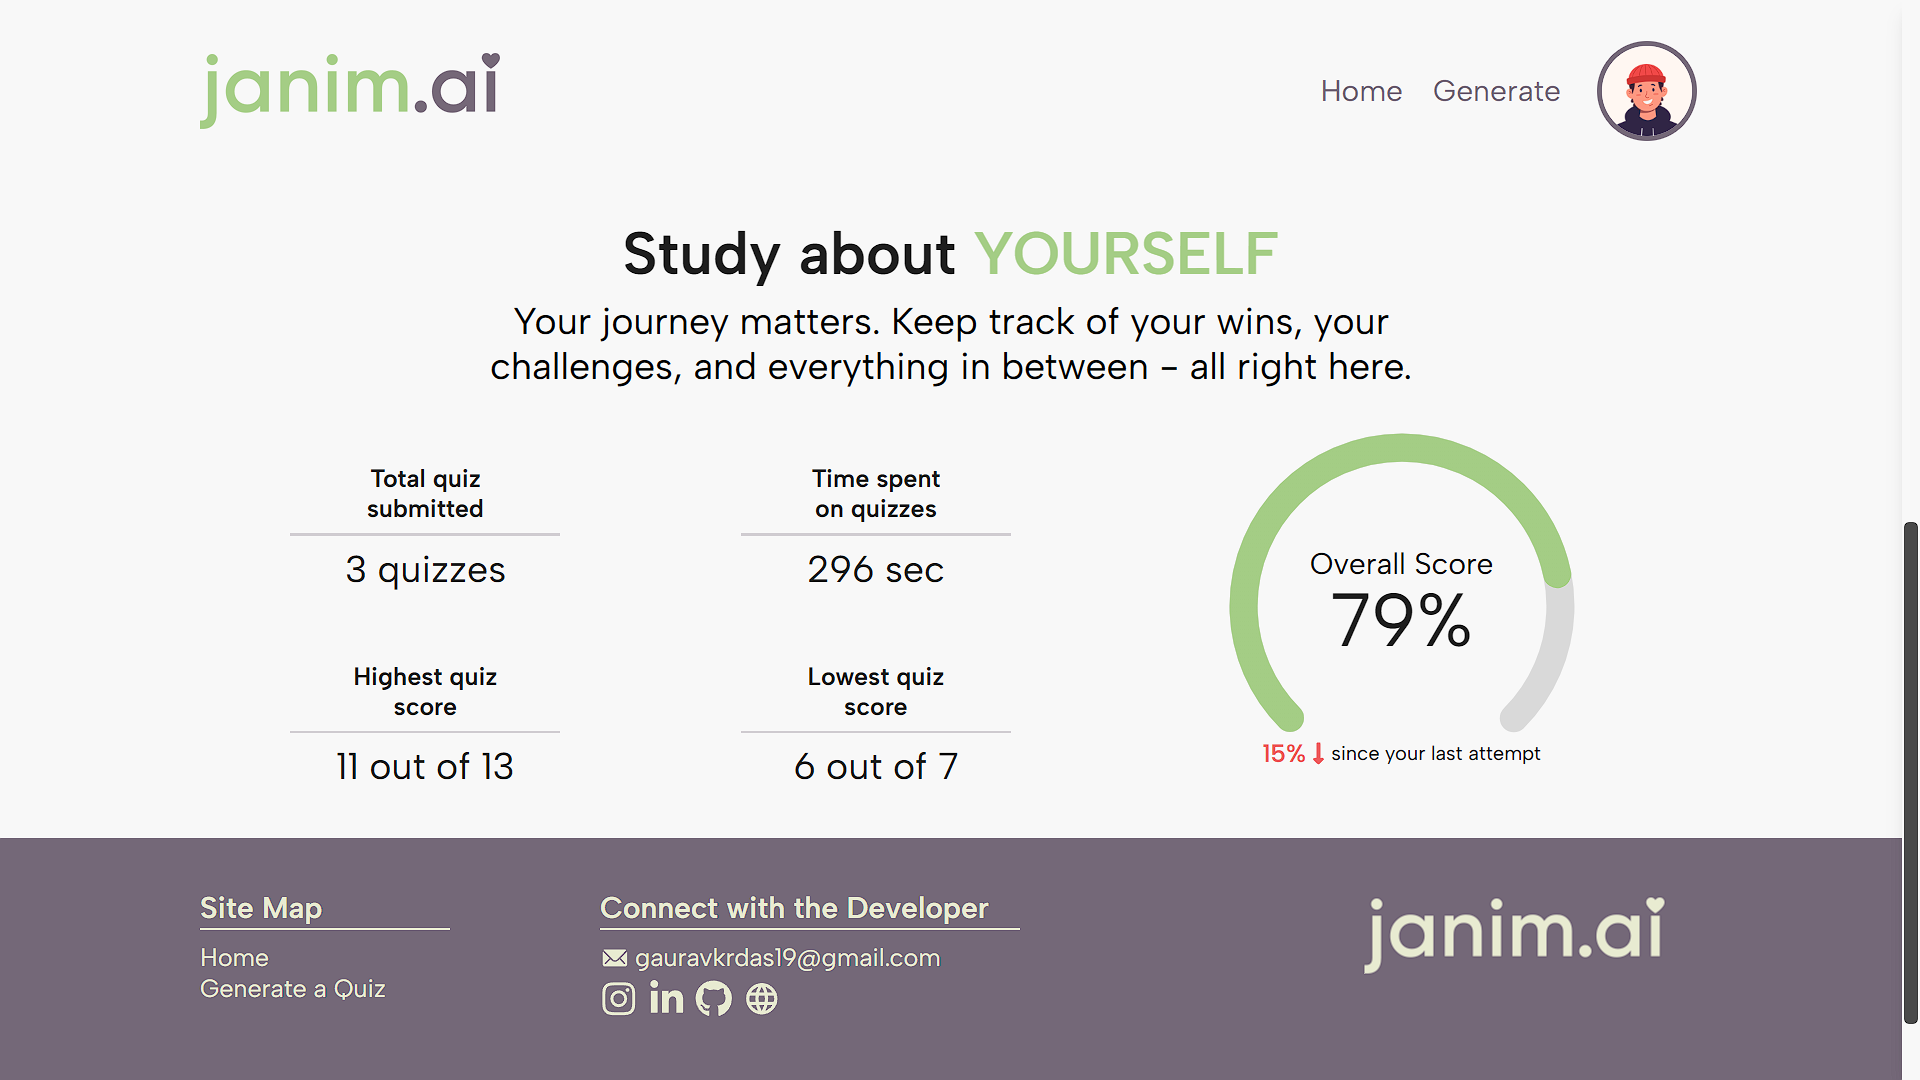 janim.ai
Home
Generate
Study about YOURSELF
Your journey matters. Keep track of your wins, your
challenges, and everything in between - all right here.
Total quiz
submitted
3 quizzes
Time spent
on quizzes
296 sec
Highest quiz
score
11 out of 13
Lowest quiz
score
6 out of 7
Overall Score
79%
15% since your last attempt
Site Map
Home
Generate a Quiz
Connect with the Developer
gauravkrdas19@gmail.com
in
janim.ai